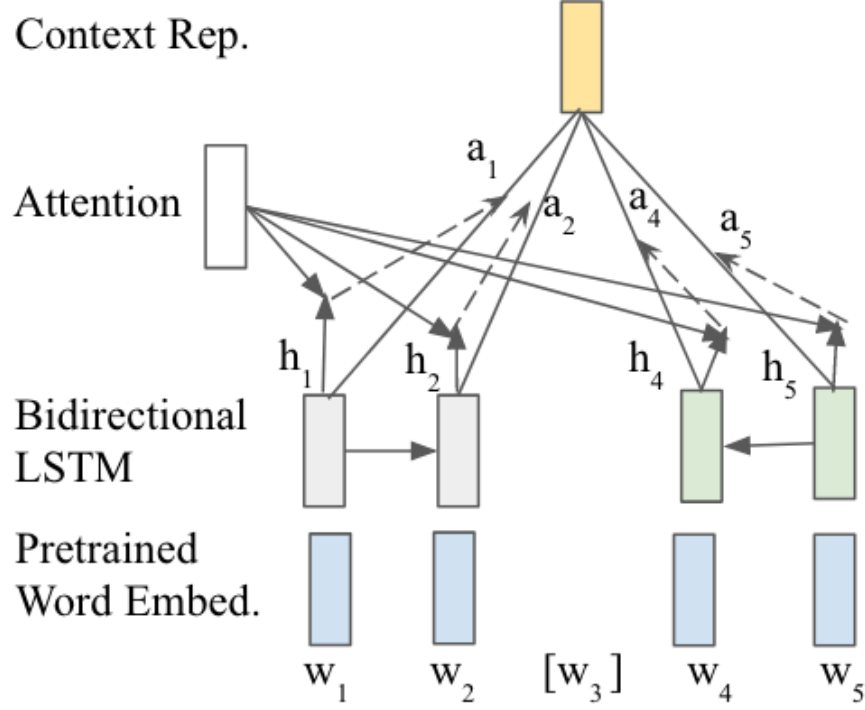 Context Rep.
a₁
a₂
a₄
a₅
Attention
h₁
h₂
h₄
h₅
Bidirectional
LSTM
Pretrained
Word Embed.
w₁ w₂ [w₃] w₄ w₅